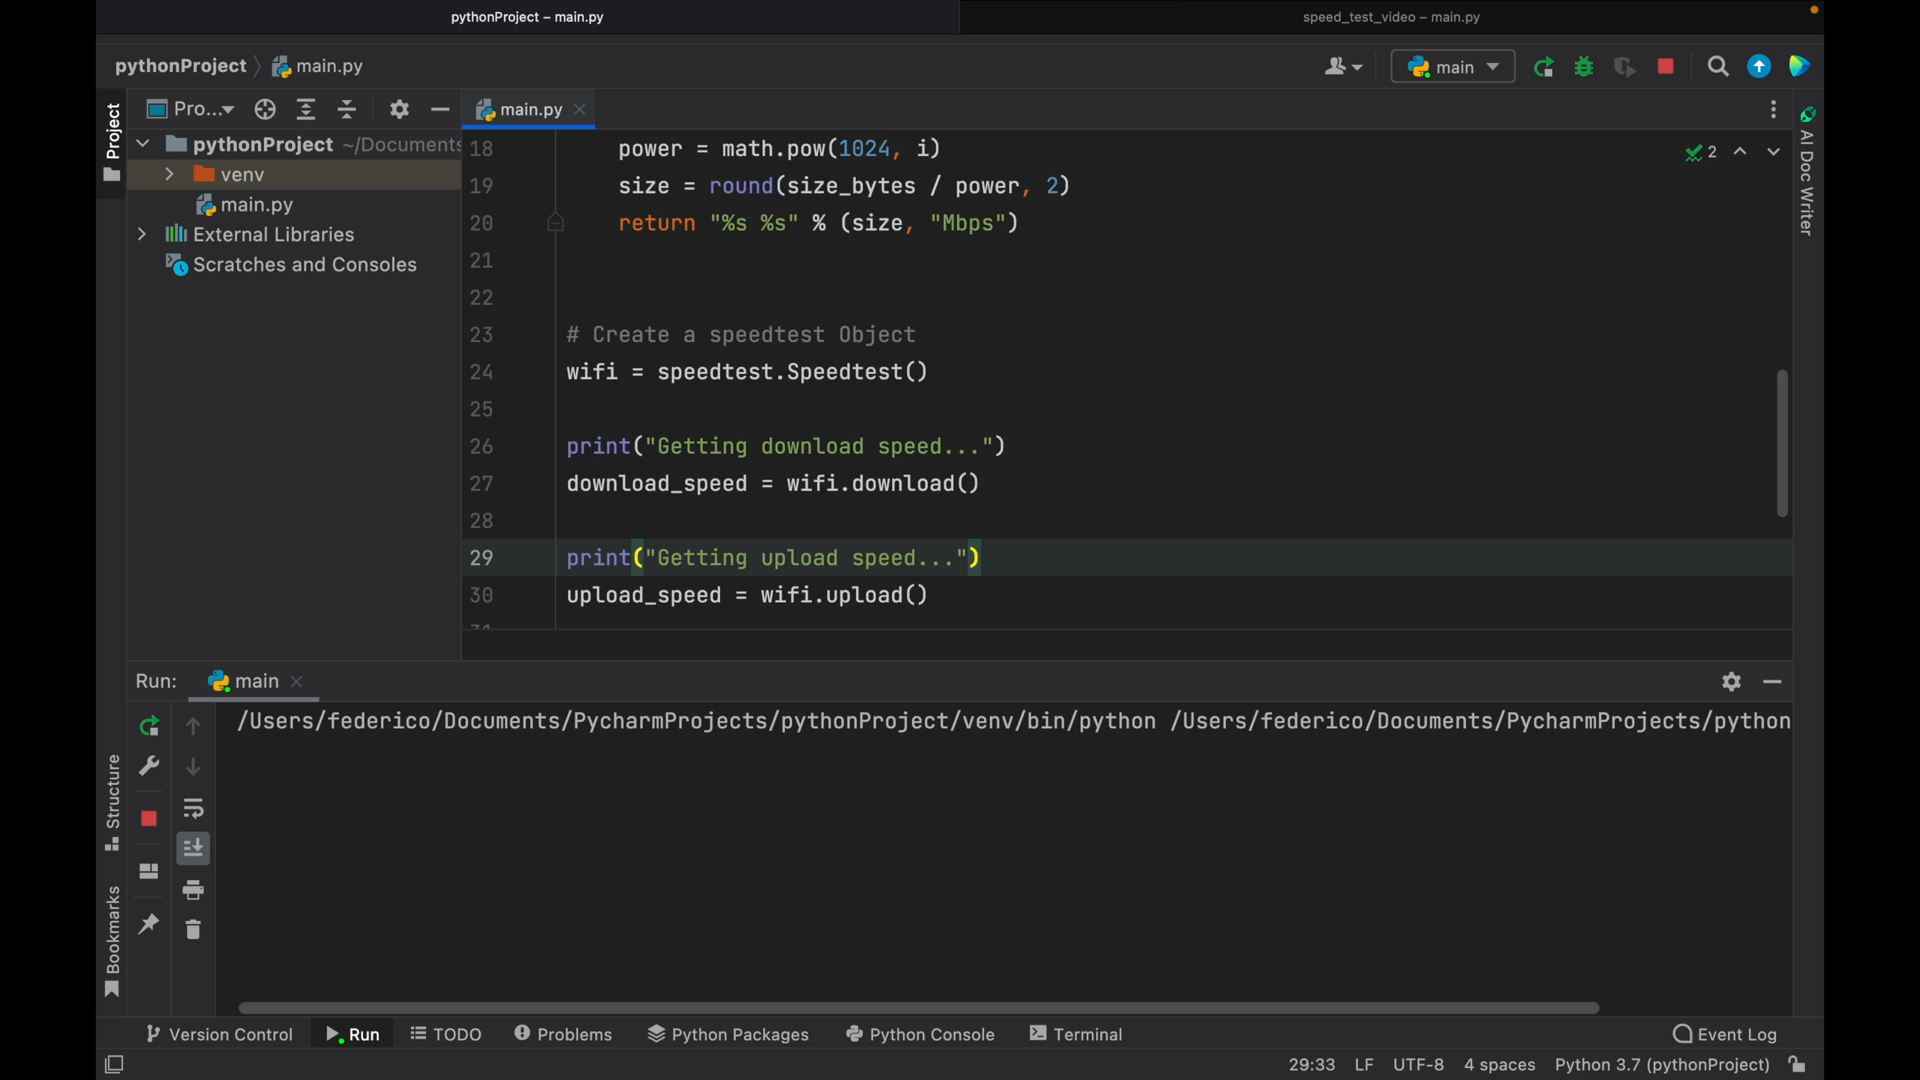 pythonProject – main.py
speed_test_video – main.py
pythonProject
main.py
main
Project
Pro...
main.py
pythonProject ~/Documents
venv
main.py
External Libraries
Scratches and Consoles
18 power = math.pow(1024, i)
19 size = round(size_bytes / power, 2)
20 return "%s %s" % (size, "Mbps")
21
22
23 # Create a speedtest Object
24 wifi = speedtest.Speedtest()
25
26 print("Getting download speed...")
27 download_speed = wifi.download()
28
29 print("Getting upload speed...")
30 upload_speed = wifi.upload()
31
2
AI Doc Writer
Run:
main
/Users/federico/Documents/PycharmProjects/pythonProject/venv/bin/python /Users/federico/Documents/PycharmProjects/python
Structure
Bookmarks
Version Control
Run
TODO
Problems
Python Packages
Python Console
Terminal
Event Log
29:33
LF
UTF-8
4 spaces
Python 3.7 (pythonProject)